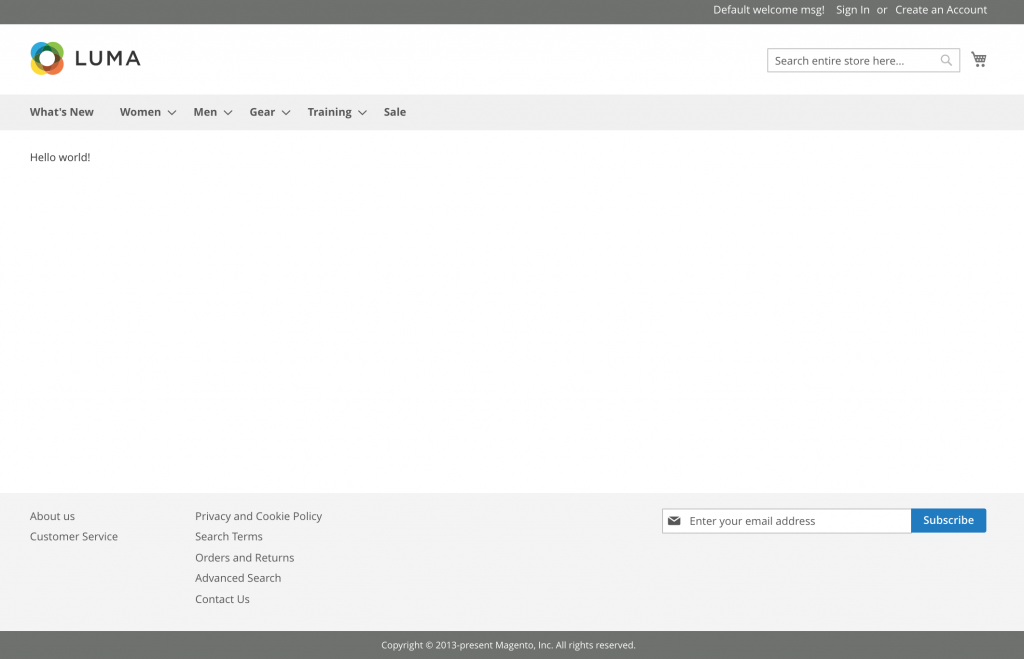 Default welcome msg! Sign In or Create an Account
LUMA
Search entire store here...
What's New Women Men Gear Training Sale
Hello world!
About us
Customer Service
Privacy and Cookie Policy
Search Terms
Orders and Returns
Advanced Search
Contact Us
Enter your email address
Subscribe
Copyright © 2013-present Magento, Inc. All rights reserved.